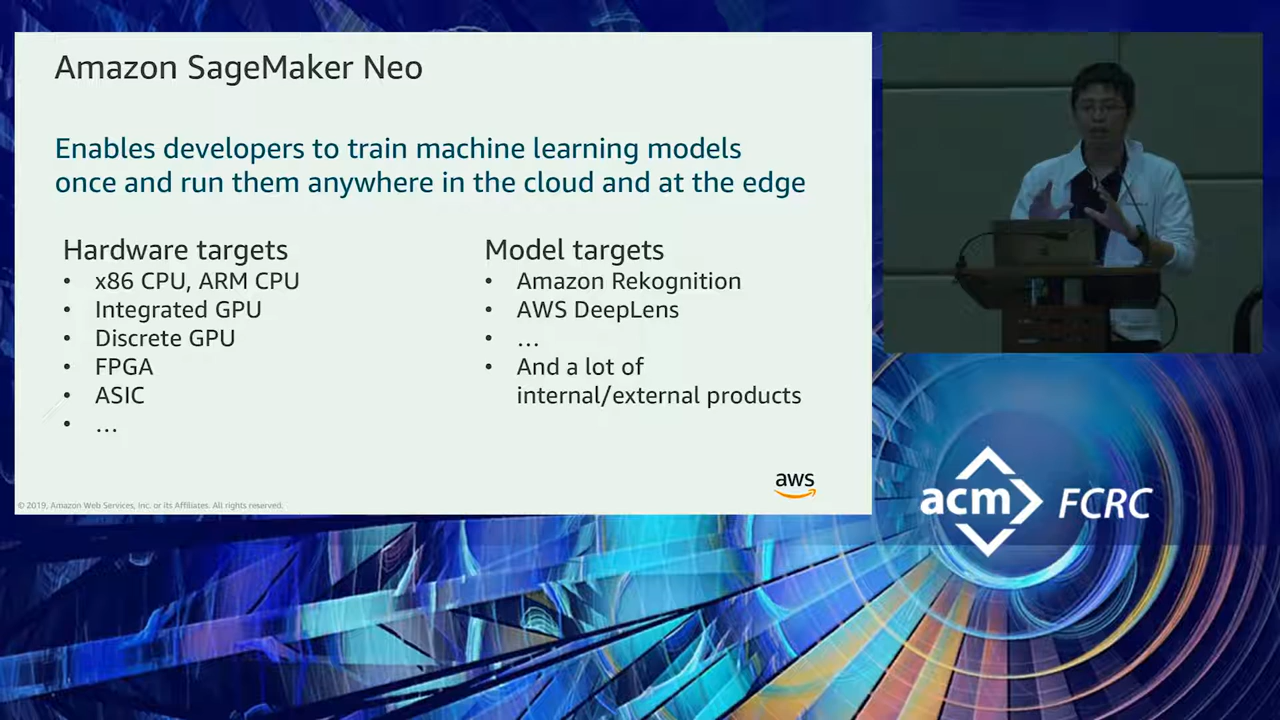 Amazon SageMaker Neo
Enables developers to train machine learning models
once and run them anywhere in the cloud and at the edge
Hardware targets
• x86 CPU, ARM CPU
• Integrated GPU
• Discrete GPU
• FPGA
• ASIC
• ...
Model targets
• Amazon Rekognition
• AWS DeepLens
• ...
• And a lot of
internal/external products
aws
© 2019, Amazon Web Services, Inc. or its Affiliates. All rights reserved.
acm FCRC